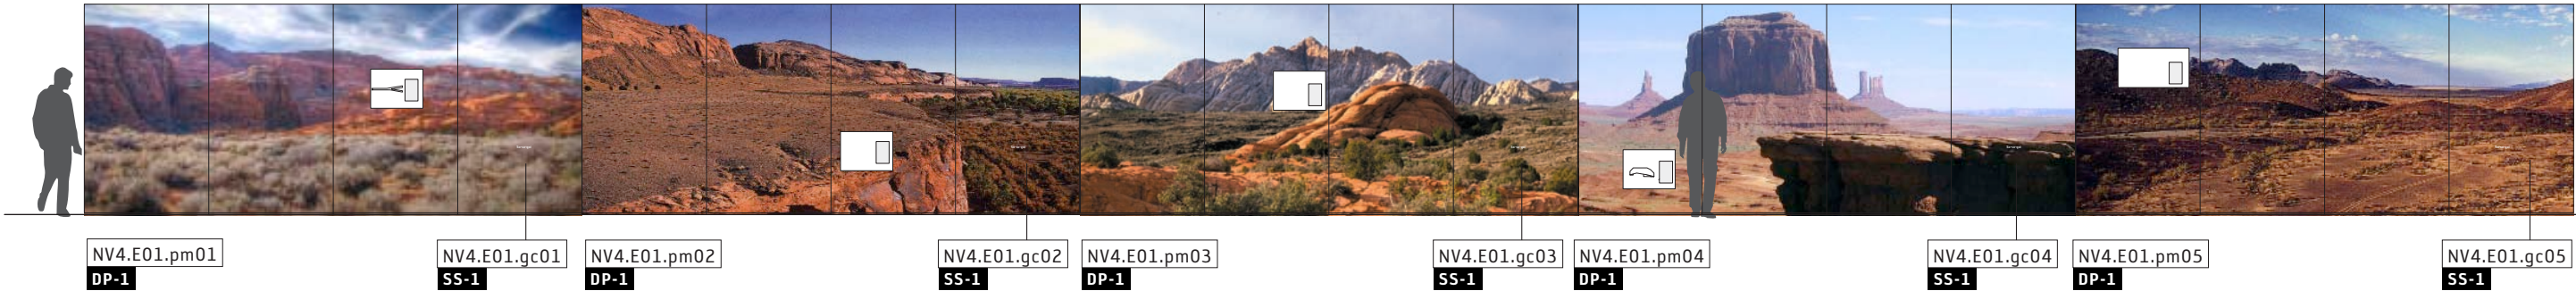 NV4.E01.pm01
DP-1
NV4.E01.gc01
SS-1
NV4.E01.pm02
DP-1
NV4.E01.gc02
SS-1
NV4.E01.pm03
DP-1
NV4.E01.gc03
SS-1
NV4.E01.pm04
DP-1
NV4.E01.gc04
SS-1
NV4.E01.pm05
DP-1
NV4.E01.gc05
SS-1